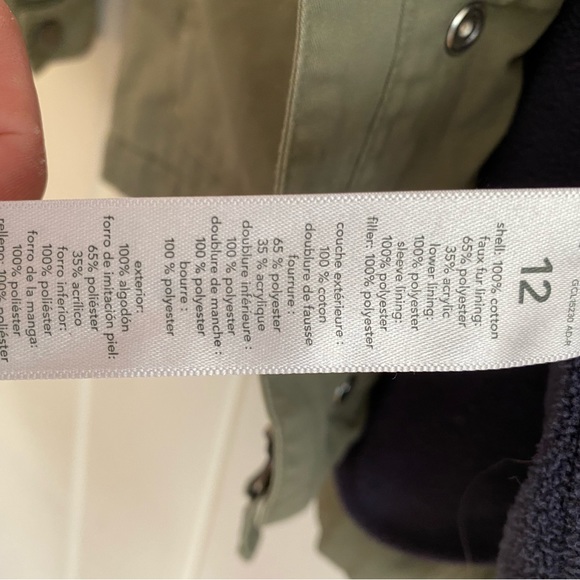 12
shell: 100% cotton
faux fur lining:
65% polyester
35% acrylic
lower lining:
100% polyester
sleeve lining:
100% polyester
filler: 100% polyester
couche extérieure :
100 % coton
doublure de fausse
fourrure :
65 % polyester
35 % acrylique
doublure inférieure :
100 % polyester
doublure de manche :
100 % polyester
bourre :
100 % polyester
exterior:
100% algodón
forro de imitación piel:
65% poliéster
35% acrílico
forro inferior:
100% poliéster
forro de la manga:
100% poliéster
relleno: 100% poliéster